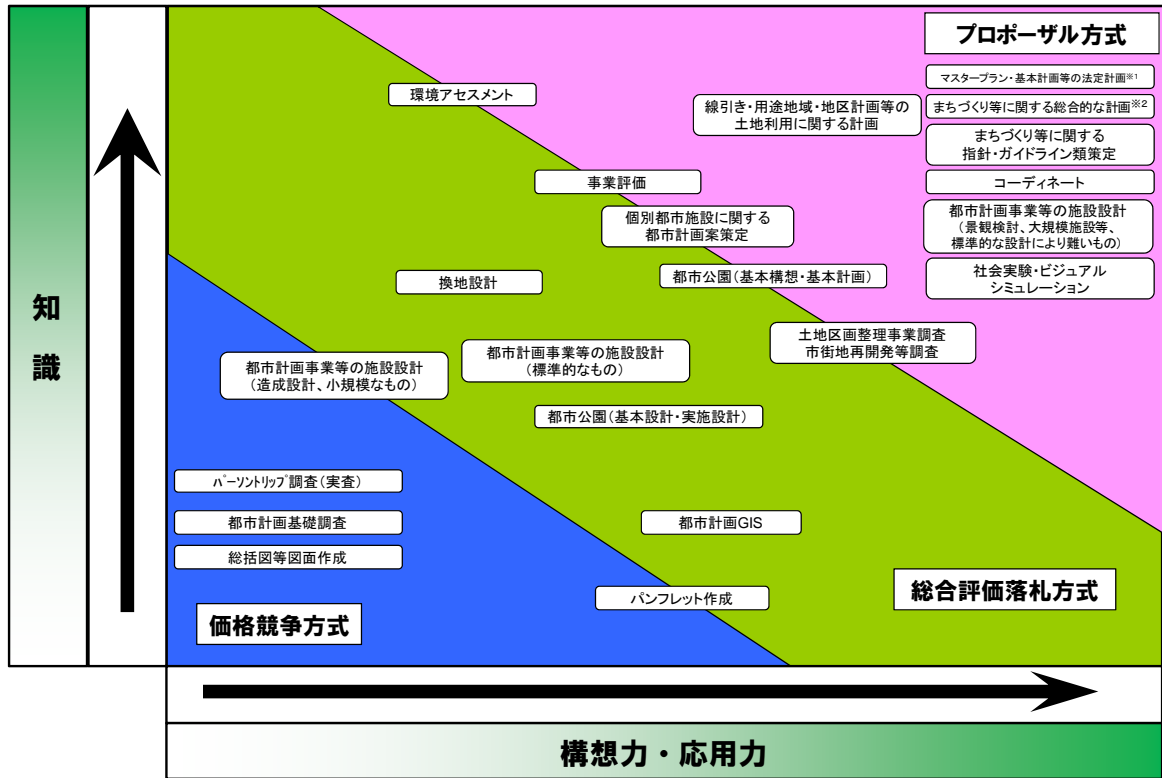 プロポーザル方式
マスタープラン・基本計画等の法定計画※1
環境アセスメント
線引き・用途地域・地区計画等の
土地利用に関する計画
まちづくり等に関する総合的な計画※2
まちづくり等に関する
指針・ガイドライン類策定
事業評価
コーディネート
個別都市施設に関する
都市計画案策定
都市計画事業等の施設設計
(景観検討、大規模施設等、
標準的な設計により難いもの)
換地設計
都市公園(基本構想・基本計画)
社会実験・ビジュアル
シミュレーション
知
識
土地区画整理事業調査
市街地再開発等調査
都市計画事業等の施設設計
(造成設計、小規模なもの)
都市計画事業等の施設設計
(標準的なもの)
都市公園(基本設計・実施設計)
パーソントリップ調査(実査)
都市計画基礎調査
都市計画GIS
総括図等図面作成
パンフレット作成
総合評価落札方式
価格競争方式
構想力・応用力